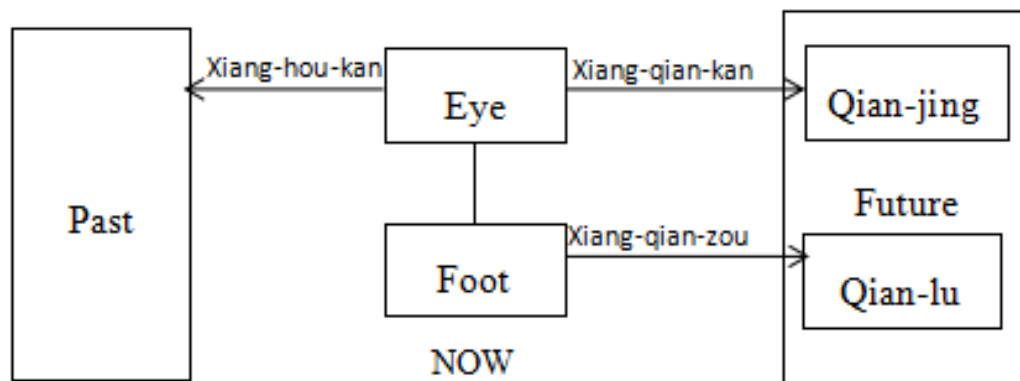 Xiang-hou-kan
Xiang-qian-kan
Eye
Qian-jing
Past
Future
Xiang-qian-zou
Foot
Qian-lu
NOW